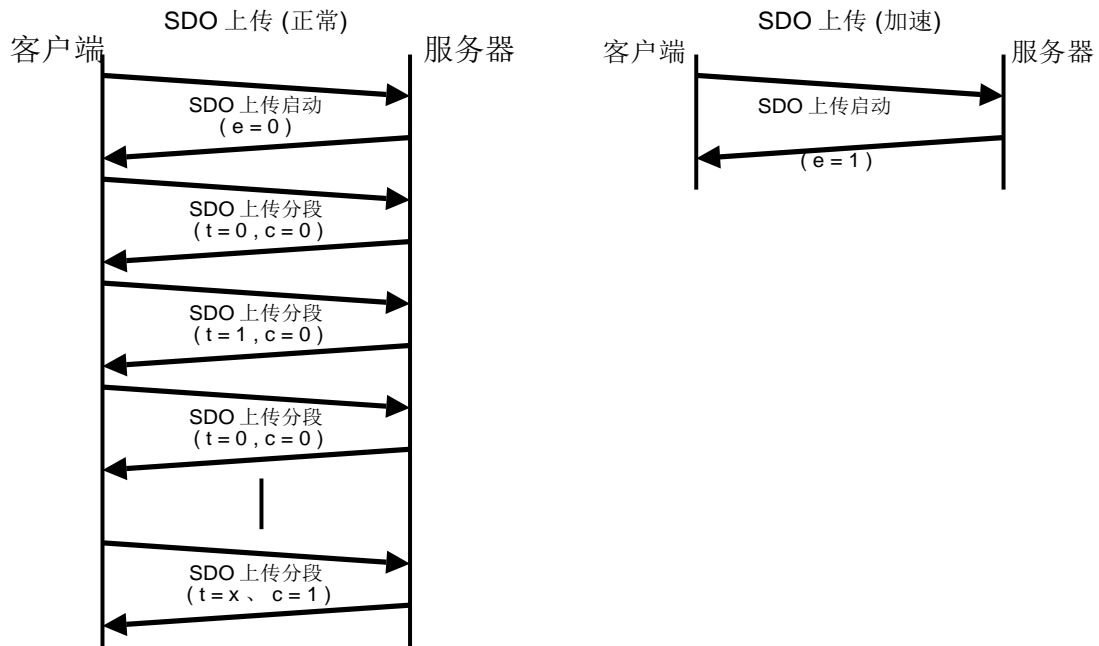 SDO 上传 (正常)
客户端
服务器
SDO 上传启动
( e = 0 )
SDO 上传分段
( t = 0 , c = 0 )
SDO 上传分段
( t = 1 , c = 0 )
SDO 上传分段
( t = 0 , c = 0 )
SDO 上传分段
( t = x 、 c = 1 )
SDO 上传 (加速)
客户端
服务器
SDO 上传启动
( e = 1 )